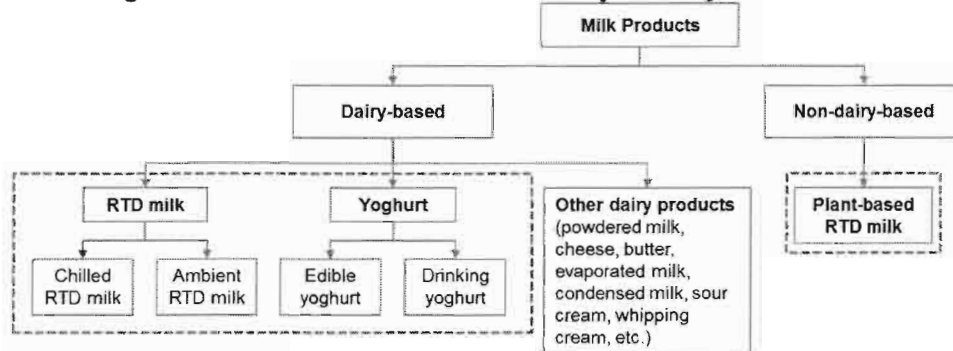 Milk Products
Dairy-based
Non-dairy-based
RTD milk
Yoghurt
Other dairy products
(powdered milk,
cheese, butter,
evaporated milk,
condensed milk, sour
cream, whipping
cream, etc.)
Plant-based
RTD milk
Chilled
RTD milk
Ambient
RTD milk
Edible
yoghurt
Drinking
yoghurt